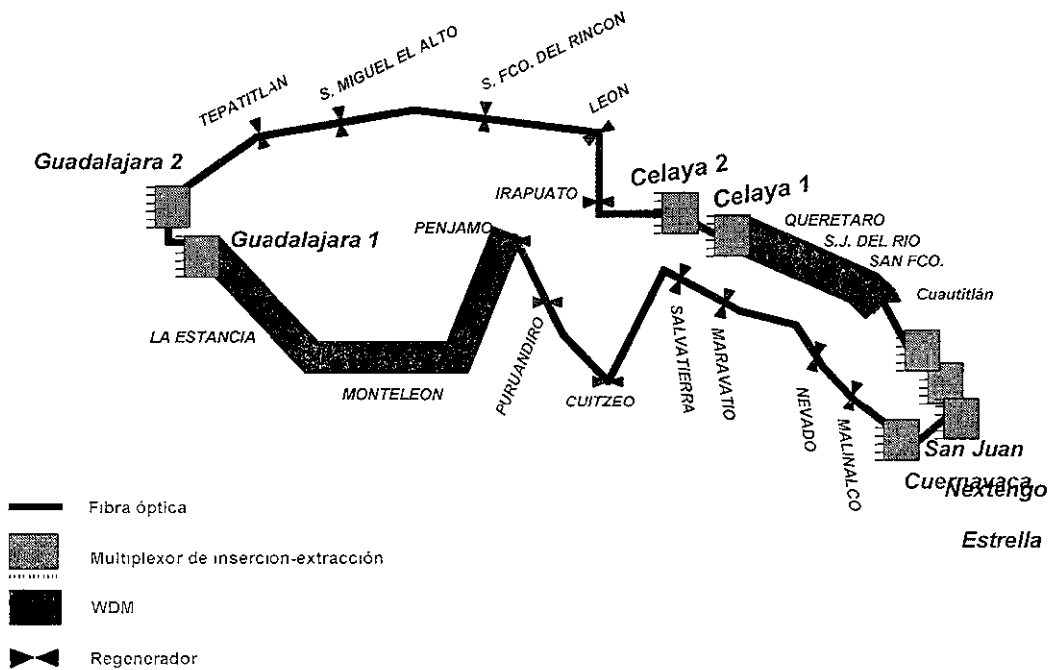 TEPATITLAN
S. MIGUEL EL ALTO
S. FCO. DEL RINCON
LEON
Guadalajara 2
IRAPUATO
Celaya 2
Celaya 1
Guadalajara 1
PENJAMO
QUERETARO
S.J. DEL RIO
SAN FCO.
Cuautitlán
LA ESTANCIA
MONTELEON
PURUANDIRO
CUITZEO
SALVATIERRA
MARAVATIO
NEVADO
MALINALCO
San Juan
Cuernavaca
Nextengo
Estrella
Fibra óptica
Multiplexor de insercion-extracción
WDM
Regenerador